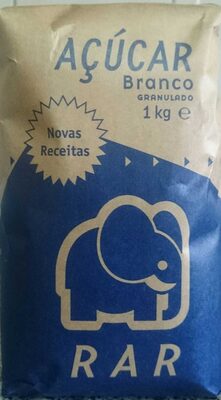 AÇÚCAR
Branco
GRANULADO
1 kg e
Novas
Receitas
RAR